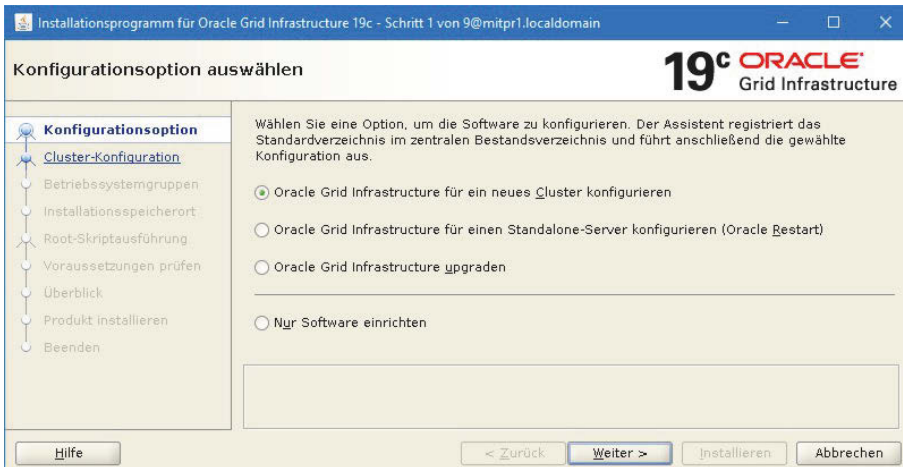 Installationsprogramm für Oracle Grid Infrastructure 19c - Schritt 1 von 9@mitpr1.localdomain
Konfigurationsoption auswählen
19c ORACLE
Grid Infrastructure
Konfigurationsoption
Cluster-Konfiguration
Betriebssystemgruppen
Installationsspeicherort
Root-Skriptausführung
Voraussetzungen prüfen
Überblick
Produkt installieren
Beenden
Wählen Sie eine Option, um die Software zu konfigurieren. Der Assistent registriert das
Standardverzeichnis im zentralen Bestandsverzeichnis und führt anschließend die gewählte
Konfiguration aus.
Oracle Grid Infrastructure für ein neues Cluster konfigurieren
Oracle Grid Infrastructure für einen Standalone-Server konfigurieren (Oracle Restart)
Oracle Grid Infrastructure upgraden
Nur Software einrichten
Hilfe
< Zurück
Weiter >
Installieren
Abbrechen